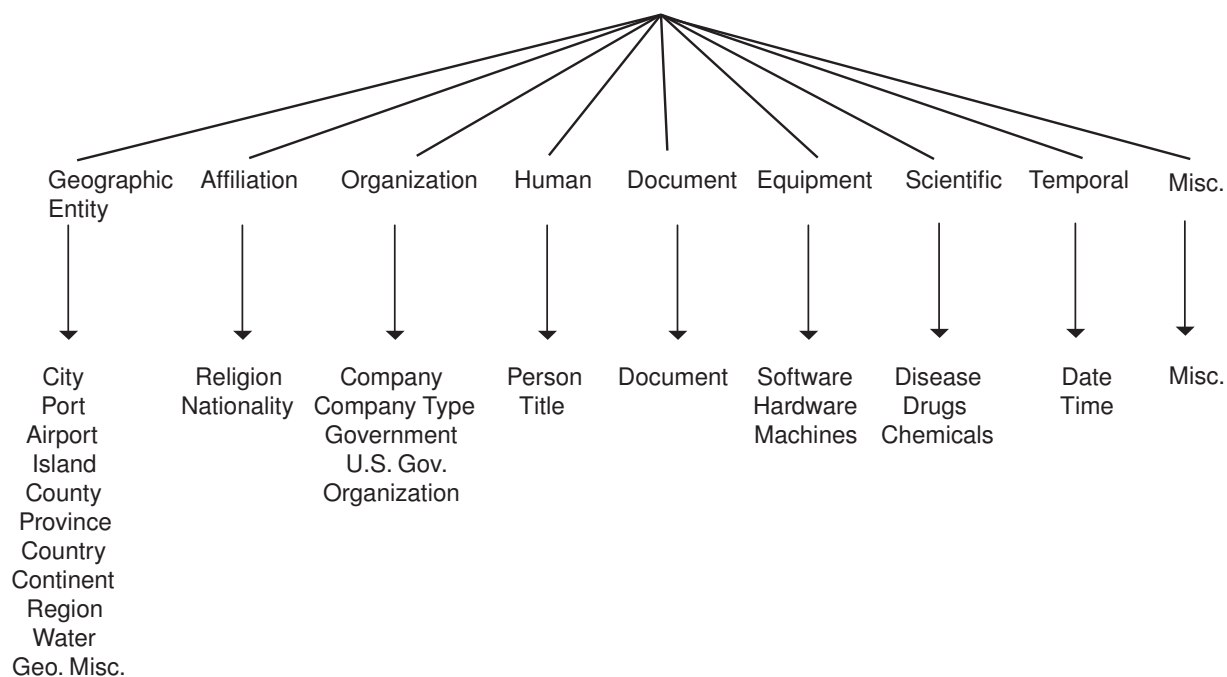 Geographic Entity
Affiliation
Organization
Human
Document
Equipment
Scientific
Temporal
Misc.
City
Port
Airport
Island
County
Province
Country
Continent
Region
Water
Geo. Misc.
Religion
Nationality
Company
Company Type
Government
U.S. Gov.
Organization
Person
Title
Document
Software
Hardware
Machines
Disease
Drugs
Chemicals
Date
Time
Misc.